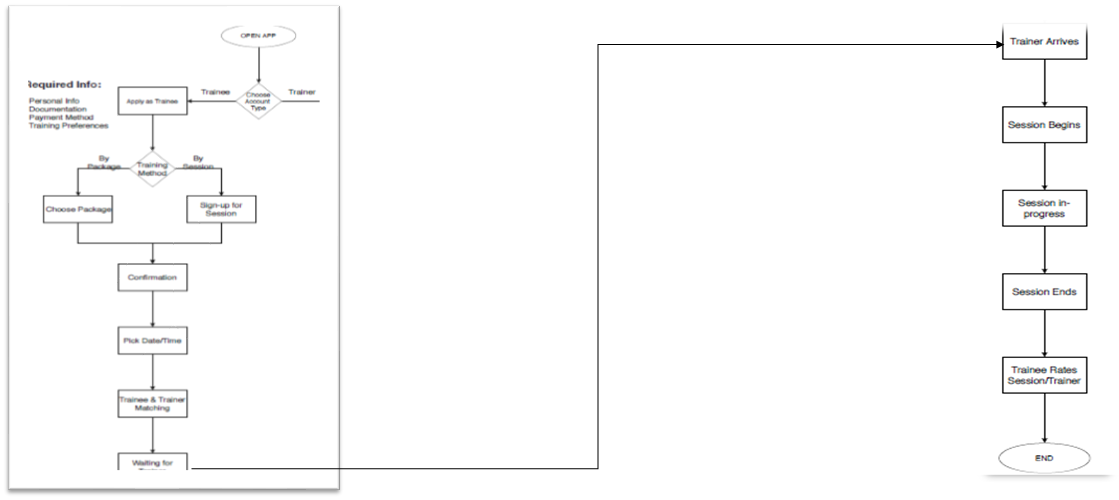 OPEN APP
Required Info:
Personal Info
Documentation
Payment Method
Training Preferences
Apply as Trainee
Trainee
Choose
Account
Type
Trainer
By
Package
Training
Method
By
Session
Choose Package
Sign-up for
Session
Confirmation
Pick Date/Time
Trainee & Trainer
Matching
Waiting for
Trainer Arrives
Session Begins
Session in-
progress
Session Ends
Trainee Rates
Session/Trainer
END